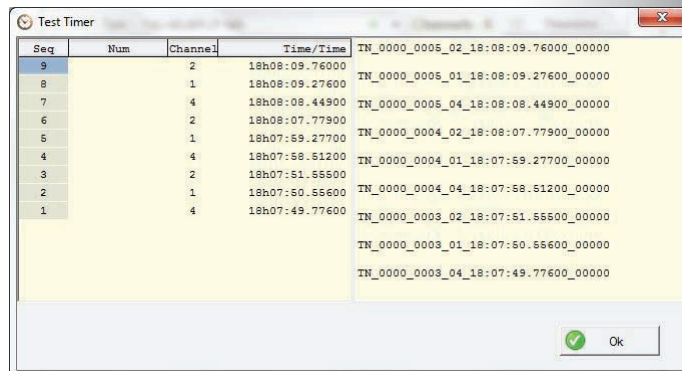 Test Timer
Seq Num Channel Time/Time
9 2 18h08:09.76000
8 1 18h08:09.27600
7 4 18h08:08.44900
6 2 18h08:07.77900
5 1 18h07:59.27700
4 4 18h07:58.51200
3 2 18h07:51.55500
2 1 18h07:50.55600
1 4 18h07:49.77600
TN_0000_0005_02_18:08:09.76000_00000
TN_0000_0005_01_18:08:09.27600_00000
TN_0000_0005_04_18:08:08.44900_00000
TN_0000_0004_02_18:08:07.77900_00000
TN_0000_0004_01_18:07:59.27700_00000
TN_0000_0004_04_18:07:58.51200_00000
TN_0000_0003_02_18:07:51.55500_00000
TN_0000_0003_01_18:07:50.55600_00000
TN_0000_0003_04_18:07:49.77600_00000
Ok